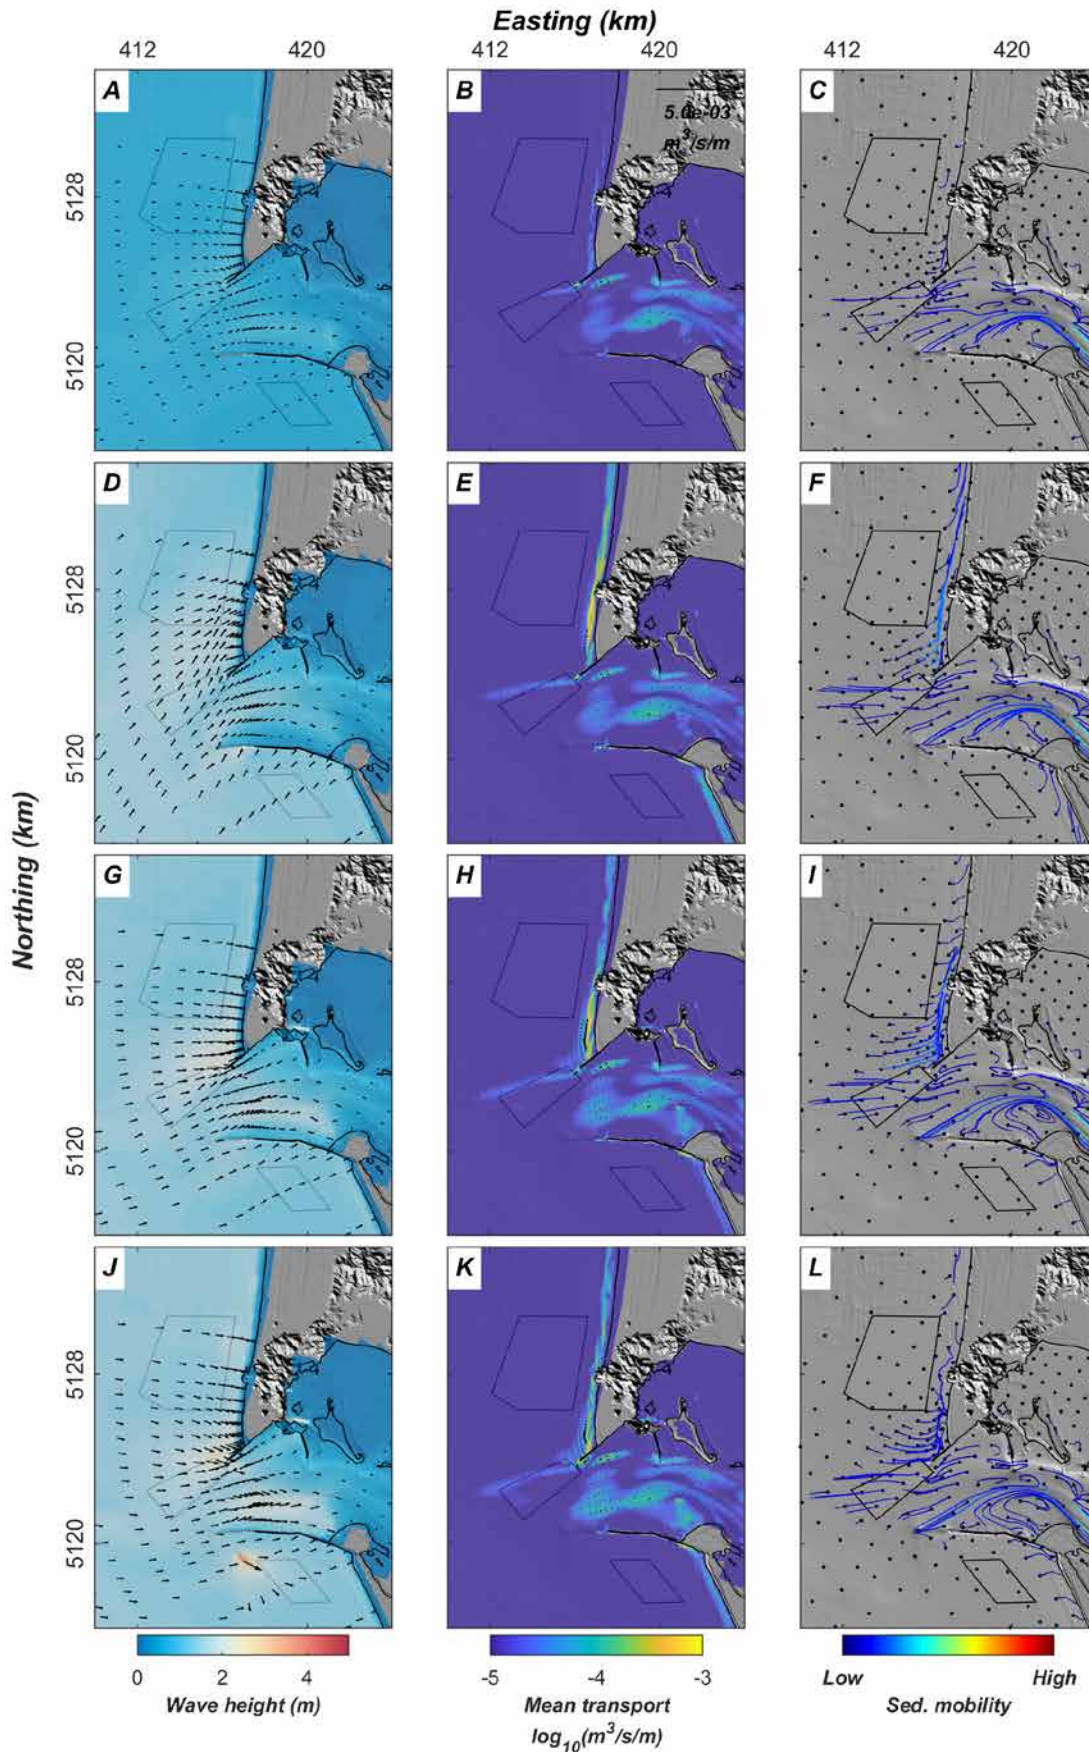 Easting (km)
412 420 412 420 412 420
A B C
5.0e-03
m³/s/m
5128
5120
D E F
5128
5120
Northing (km)
G H I
5128
5120
J K L
5128
5120
0 2 4 -5 -4 -3 Low High
Wave height (m) Mean transport Sed. mobility
log₁₀(m³/s/m)